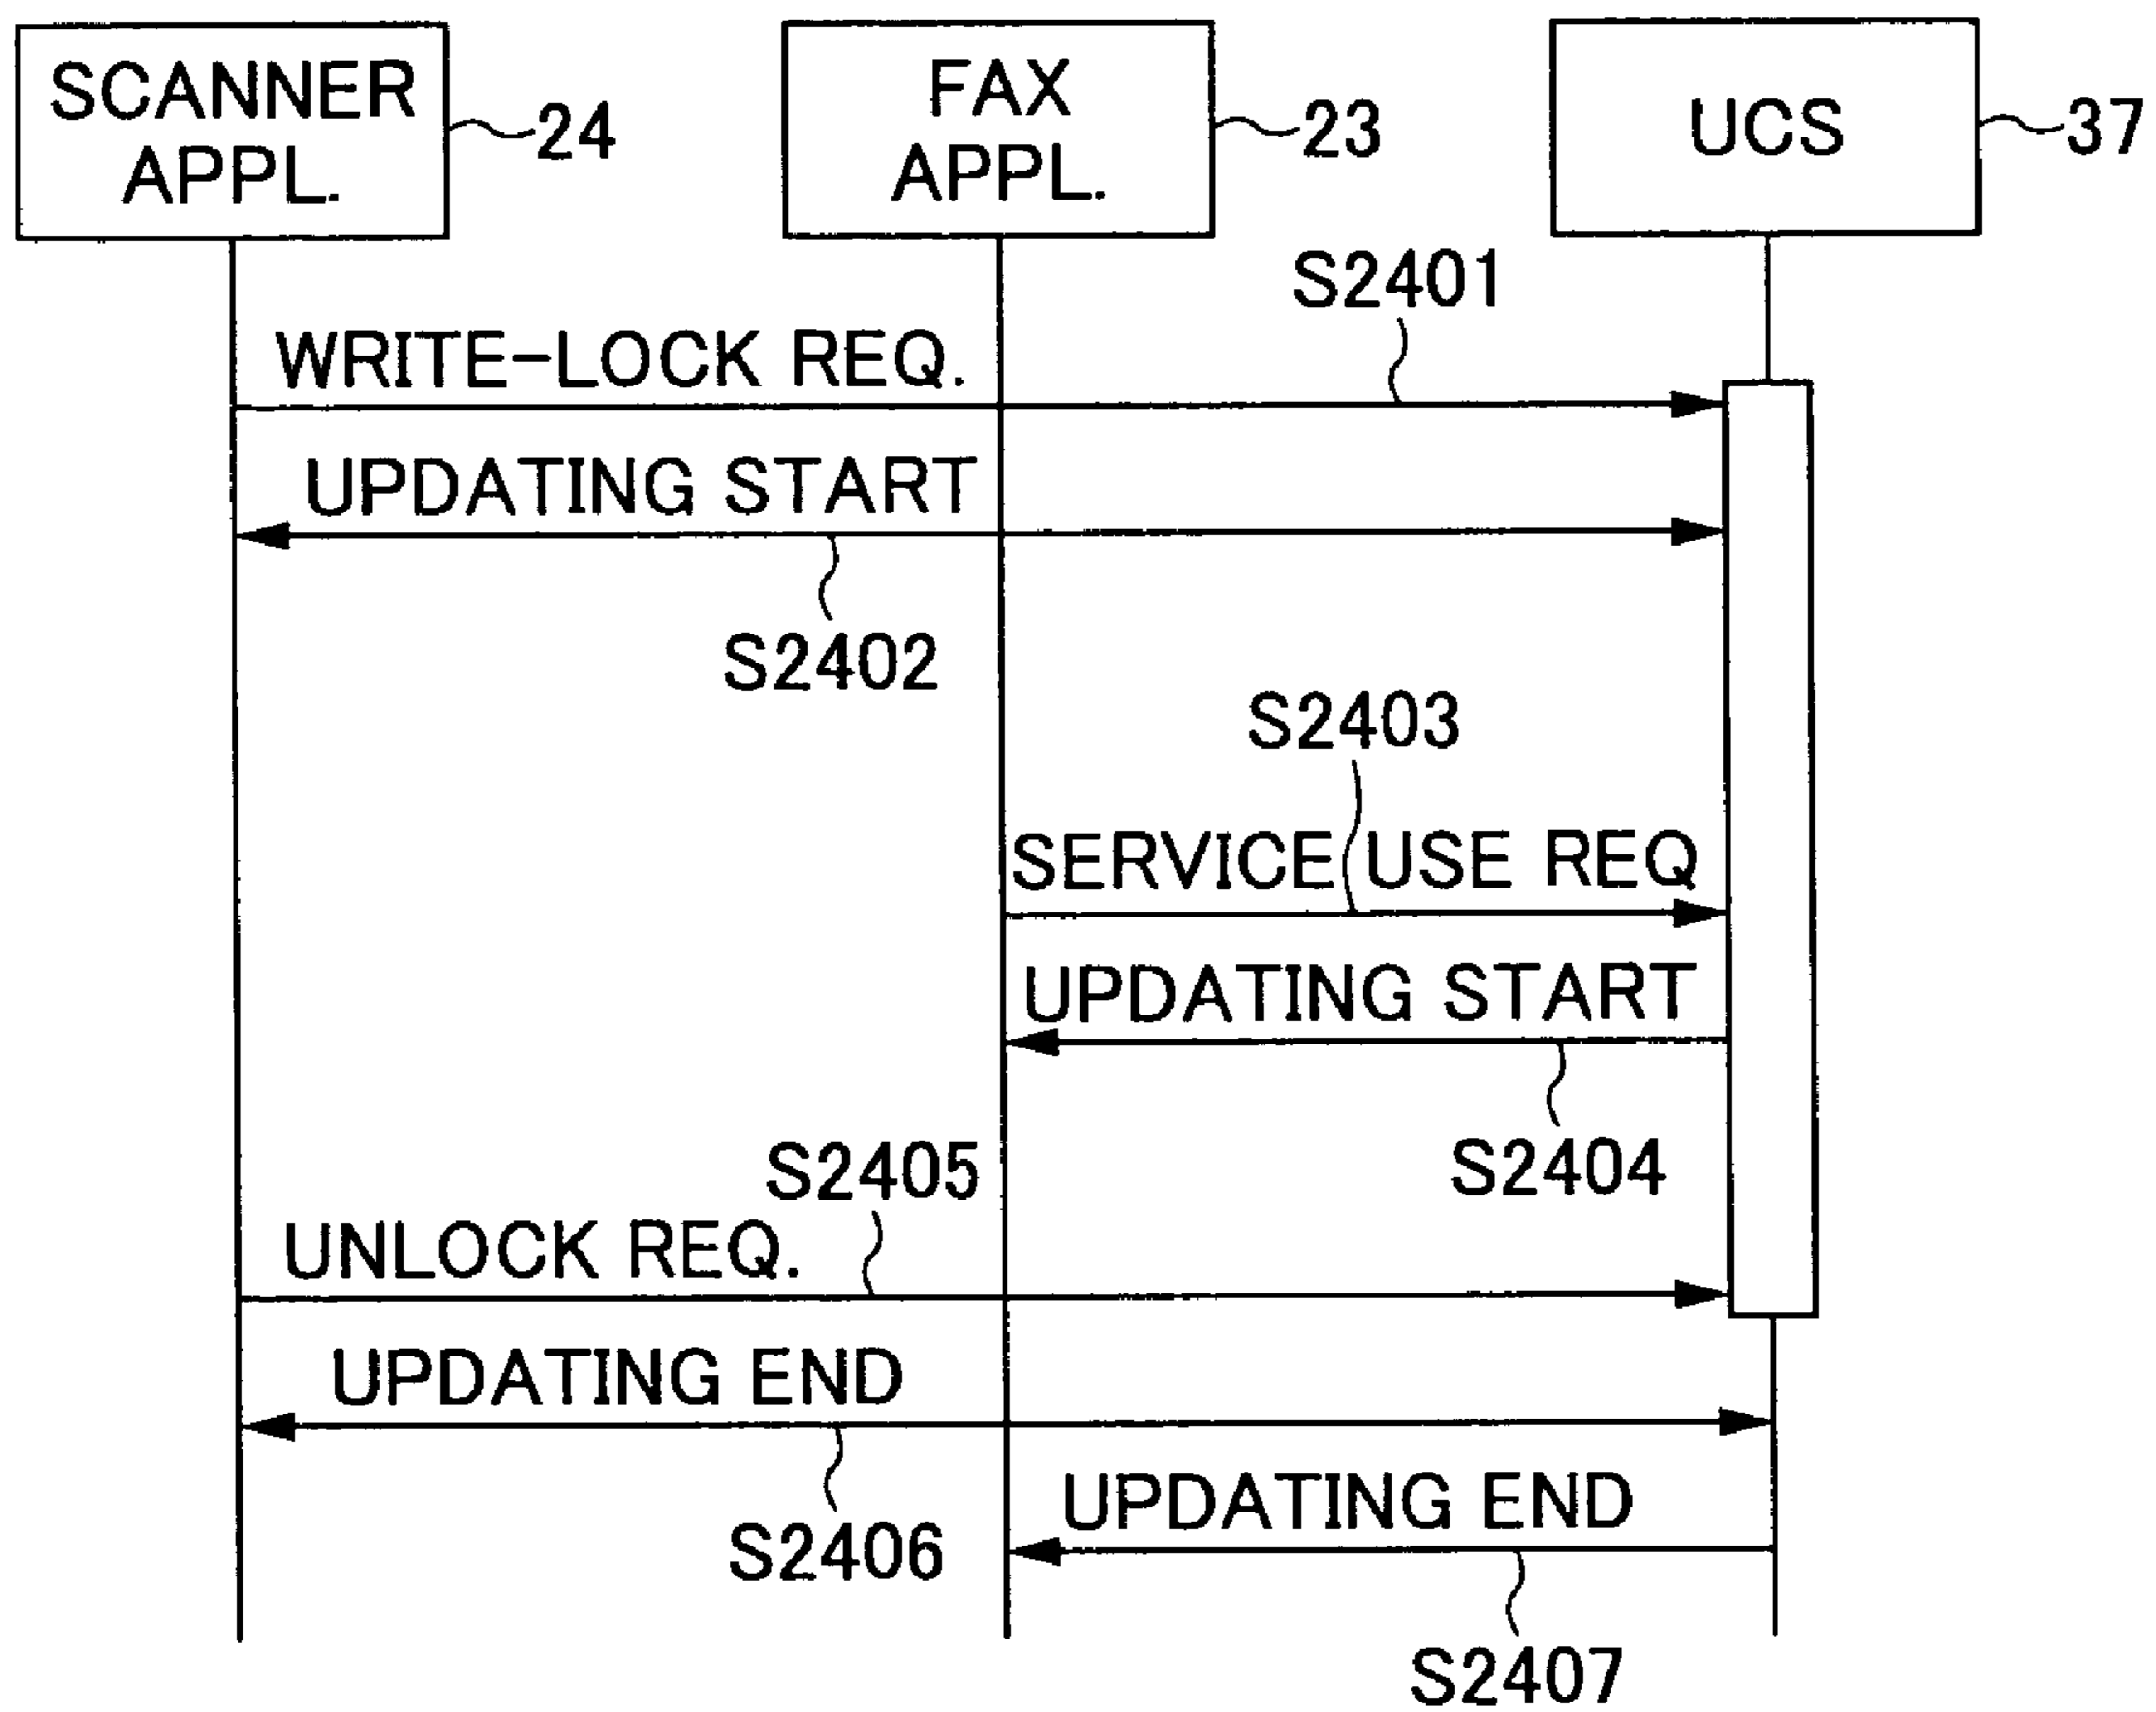 SCANNER
APPL.
24
FAX
APPL.
23
UCS
37
S2401
WRITE-LOCK REQ.
UPDATING START
S2402
S2403
SERVICE USE REQ
UPDATING START
S2404
S2405
UNLOCK REQ.
UPDATING END
S2406
UPDATING END
S2407